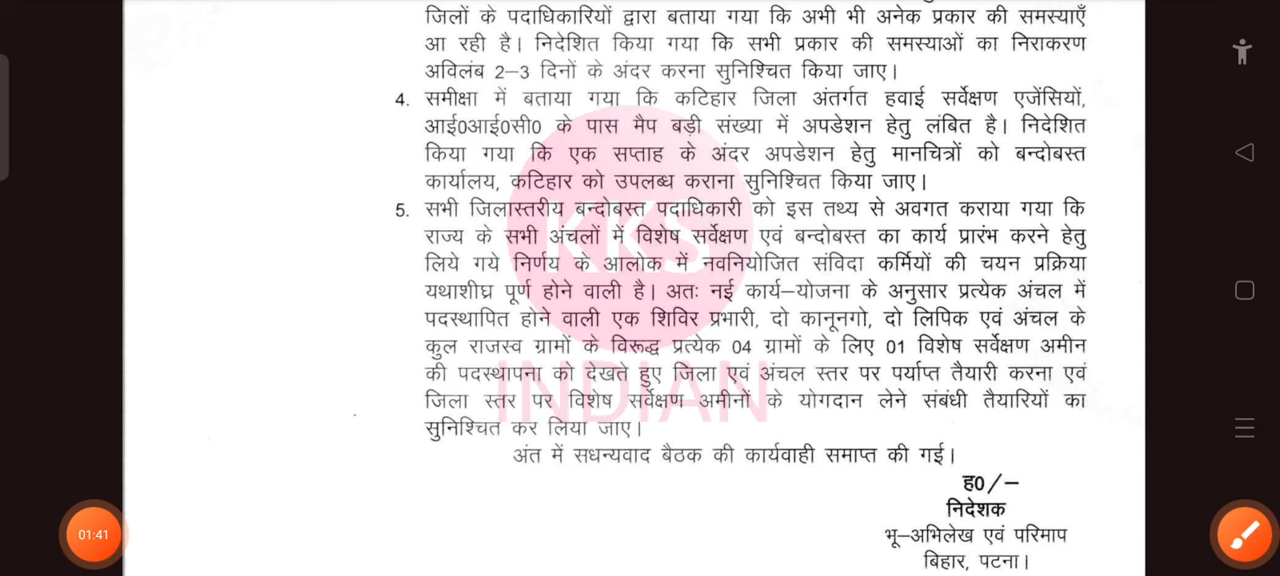 जिलों के पदाधिकारियों द्वारा बताया गया कि अभी भी अनेक प्रकार की समस्याएँ
आ रही है। निदेशित किया गया कि सभी प्रकार की समस्याओं का निराकरण
अविलंब 2–3 दिनों के अंदर करना सुनिश्चित किया जाए।
4. समीक्षा में बताया गया कि कटिहार जिला अंतर्गत हवाई सर्वेक्षण एजेंसियों,
आई0आई0सी0 के पास मैप बड़ी संख्या में अपडेशन हेतु लंबित है। निदेशित
किया गया कि एक सप्ताह के अंदर अपडेशन हेतु मानचित्रों को बन्दोबस्त
कार्यालय, कटिहार को उपलब्ध कराना सुनिश्चित किया जाए।
5. सभी जिलास्तरीय बन्दोबस्त पदाधिकारी को इस तथ्य से अवगत कराया गया कि
राज्य के सभी अंचलों में विशेष सर्वेक्षण एवं बन्दोबस्त का कार्य प्रारंभ करने हेतु
लिये गये निर्णय के आलोक में नवनियोजित संविदा कर्मियों की चयन प्रक्रिया
यथाशीघ्र पूर्ण होने वाली है। अतः नई कार्य–योजना के अनुसार प्रत्येक अंचल में
पदस्थापित होने वाली एक शिविर प्रभारी, दो कानूनगो, दो लिपिक एवं अंचल के
कुल राजस्व ग्रामों के विरूद्ध प्रत्येक 04 ग्रामों के लिए 01 विशेष सर्वेक्षण अमीन
की पदस्थापना को देखते हुए जिला एवं अंचल स्तर पर पर्याप्त तैयारी करना एवं
जिला स्तर पर विशेष सर्वेक्षण अमीनों के योगदान लेने संबंधी तैयारियों का
सुनिश्चित कर लिया जाए।
अंत में सधन्यवाद बैठक की कार्यवाही समाप्त की गई।
ह0/–
निदेशक
भू–अभिलेख एवं परिमाप
बिहार, पटना।
KKS
INDIAN
01:41